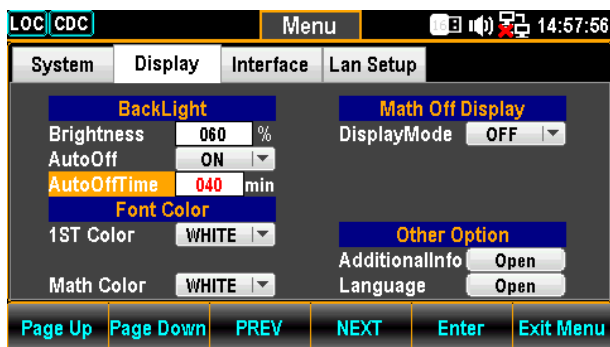 LOC CDC Menu 16 14:57:56
System Display Interface Lan Setup
BackLight Math Off Display
Brightness 060 % DisplayMode OFF
AutoOff ON
AutoOffTime 040 min
Font Color
1ST Color WHITE Other Option
AdditionalInfo Open
Math Color WHITE Language Open
Page Up Page Down PREV NEXT Enter Exit Menu